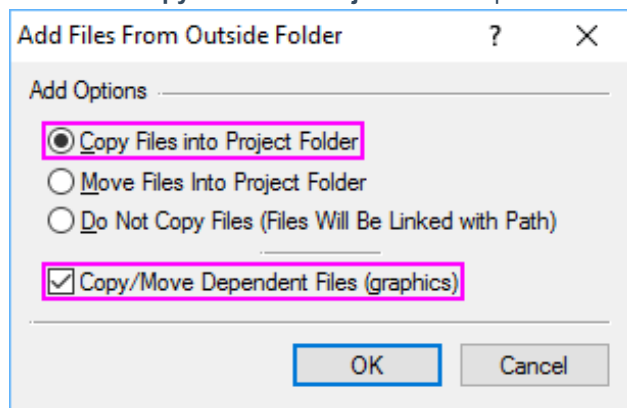 Add Files From Outside Folder ? ×
Add Options
Copy Files into Project Folder
Move Files Into Project Folder
Do Not Copy Files (Files Will Be Linked with Path)
Copy/Move Dependent Files (graphics)
OK Cancel